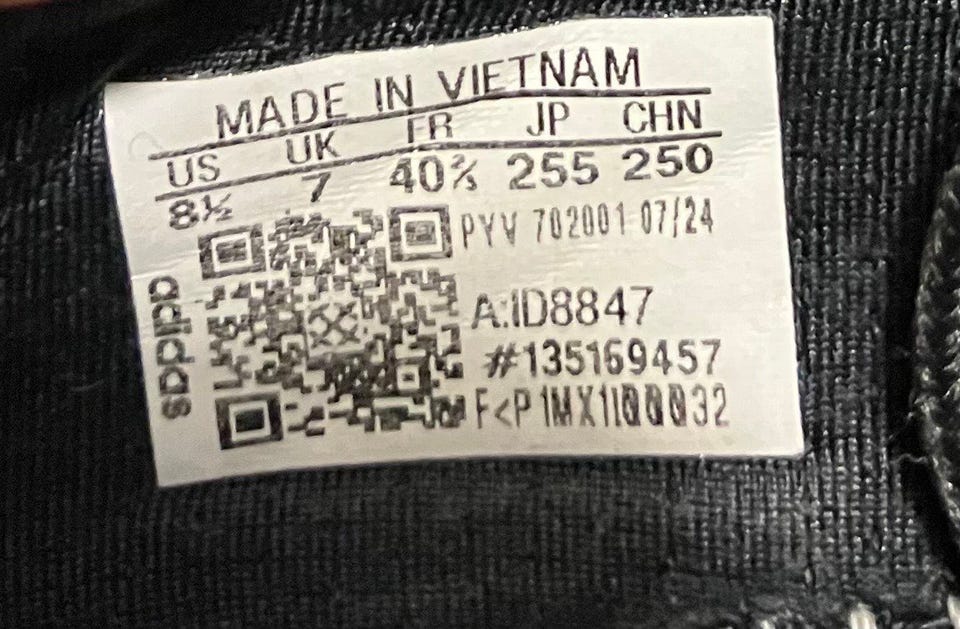 MADE IN VIETNAM
US UK FR JP CHN
8½ 7 40⅔ 255 250
PYV 702001 07/24
adidas
A:ID8847
#135169457